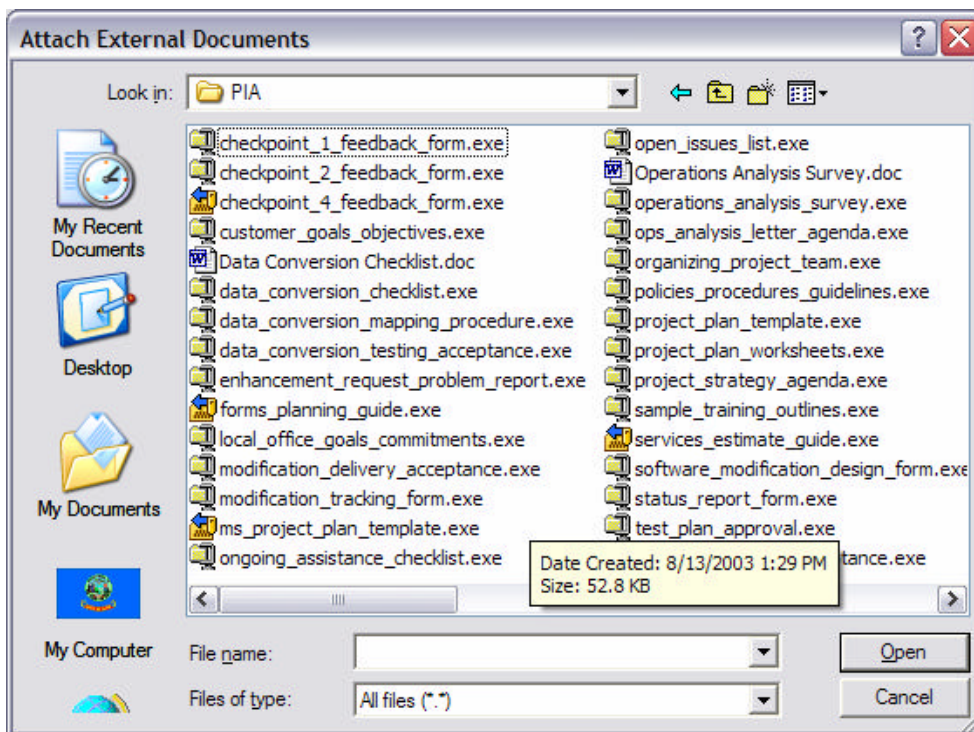 Attach External Documents
Look in: PIA
My Recent Documents
Desktop
My Documents
My Computer
checkpoint_1_feedback_form.exe
checkpoint_2_feedback_form.exe
checkpoint_4_feedback_form.exe
customer_goals_objectives.exe
Data Conversion Checklist.doc
data_conversion_checklist.exe
data_conversion_mapping_procedure.exe
data_conversion_testing_acceptance.exe
enhancement_request_problem_report.exe
forms_planning_guide.exe
local_office_goals_commitments.exe
modification_delivery_acceptance.exe
modification_tracking_form.exe
ms_project_plan_template.exe
ongoing_assistance_checklist.exe
open_issues_list.exe
Operations Analysis Survey.doc
operations_analysis_survey.exe
ops_analysis_letter_agenda.exe
organizing_project_team.exe
policies_procedures_guidelines.exe
project_plan_template.exe
project_plan_worksheets.exe
project_strategy_agenda.exe
sample_training_outlines.exe
services_estimate_guide.exe
software_modification_design_form.exe
status_report_form.exe
test_plan_approval.exe
tance.exe
Date Created: 8/13/2003 1:29 PM
Size: 52.8 KB
File name:
Open
Files of type: All files (*.*)
Cancel